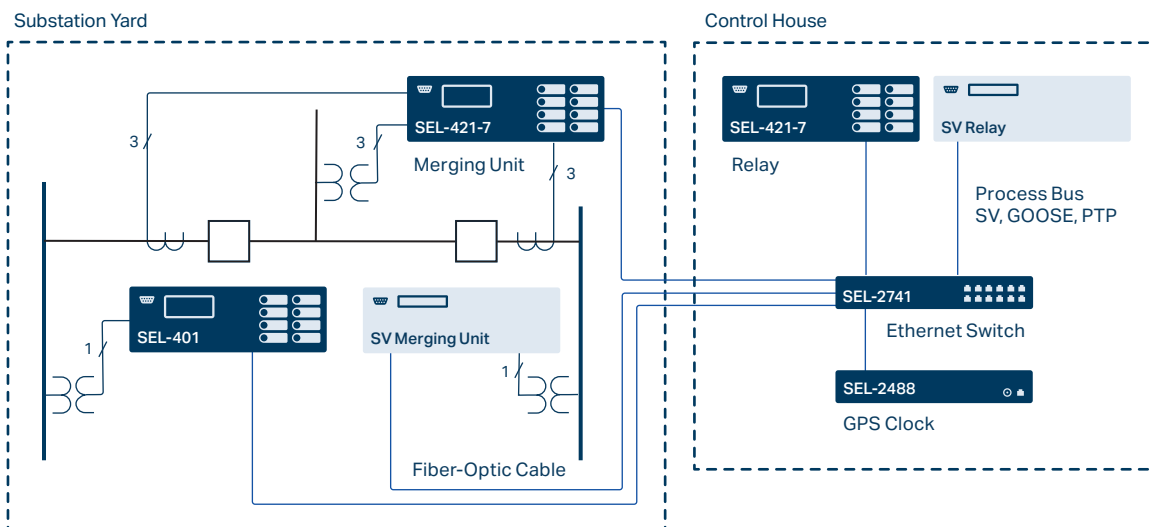 Substation Yard
Control House
SEL-421-7
Merging Unit
3
3
3
SEL-421-7
Relay
SV Relay
Process Bus
SV, GOOSE, PTP
SEL-401
1
SV Merging Unit
1
SEL-2741
Ethernet Switch
SEL-2488
GPS Clock
Fiber-Optic Cable